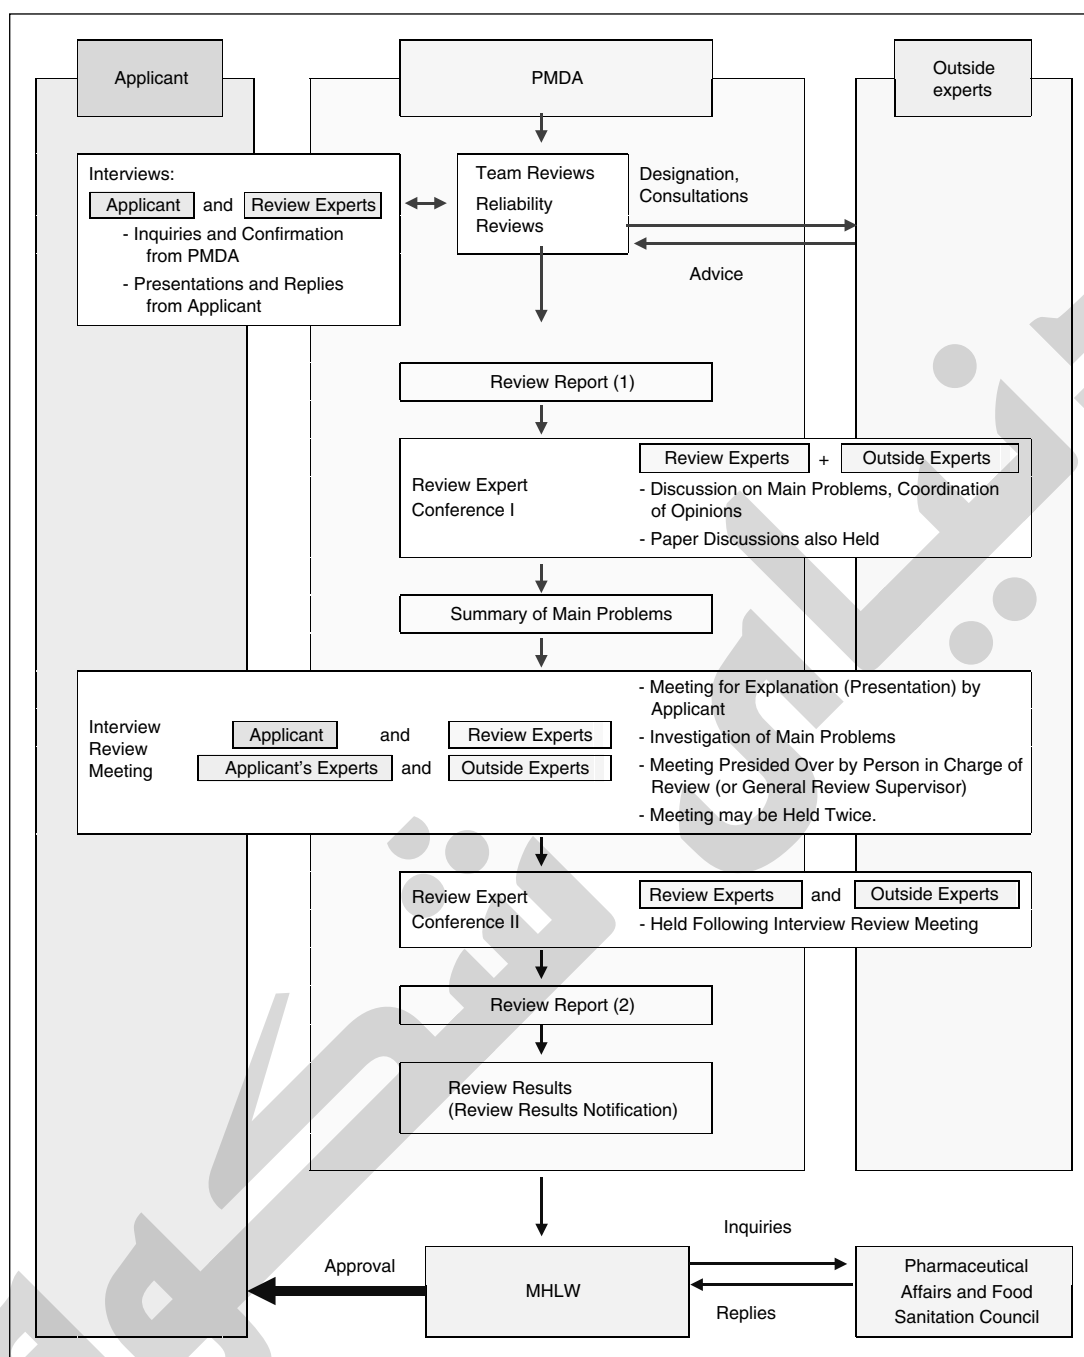 Applicant
PMDA
Outside
experts
Interviews:
Applicant and Review Experts
- Inquiries and Confirmation
from PMDA
- Presentations and Replies
from Applicant
Team Reviews
Reliability
Reviews
Designation,
Consultations
Advice
Review Report (1)
Review Expert
Conference I
Review Experts + Outside Experts
- Discussion on Main Problems, Coordination
of Opinions
- Paper Discussions also Held
Summary of Main Problems
Interview
Review
Meeting
Applicant and Review Experts
Applicant's Experts and Outside Experts
- Meeting for Explanation (Presentation) by
Applicant
- Investigation of Main Problems
- Meeting Presided Over by Person in Charge of
Review (or General Review Supervisor)
- Meeting may be Held Twice.
Review Expert
Conference II
Review Experts and Outside Experts
- Held Following Interview Review Meeting
Review Report (2)
Review Results
(Review Results Notification)
Approval
MHLW
Inquiries
Replies
Pharmaceutical
Affairs and Food
Sanitation Council